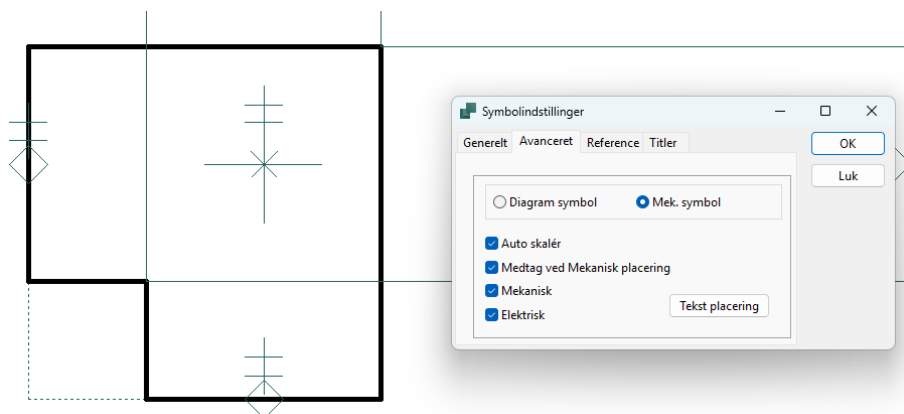 Symbolindstillinger
Generelt Avanceret Reference Titler
OK
Luk
Diagram symbol Mek. symbol
Auto skalér
Medtag ved Mekanisk placering
Mekanisk
Elektrisk
Tekst placering